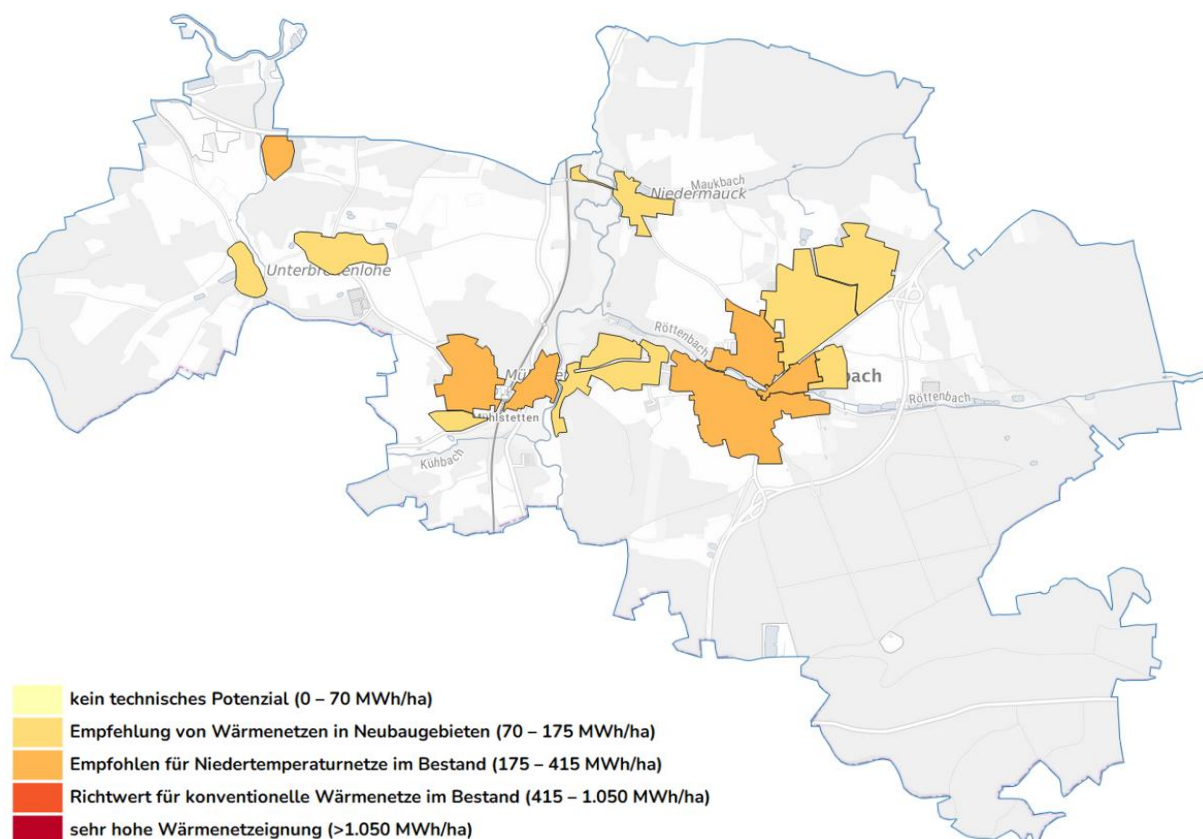 Maukbach
Niedermauck
Röttenbach
bach
Röttenbach
Mühlstetten
Kühbach
kein technisches Potenzial (0 – 70 MWh/ha)
Empfehlung von Wärmenetzen in Neubaugebieten (70 – 175 MWh/ha)
Empfohlen für Niedertemperaturnetze im Bestand (175 – 415 MWh/ha)
Richtwert für konventionelle Wärmenetze im Bestand (415 – 1.050 MWh/ha)
sehr hohe Wärmenetzeignung (>1.050 MWh/ha)